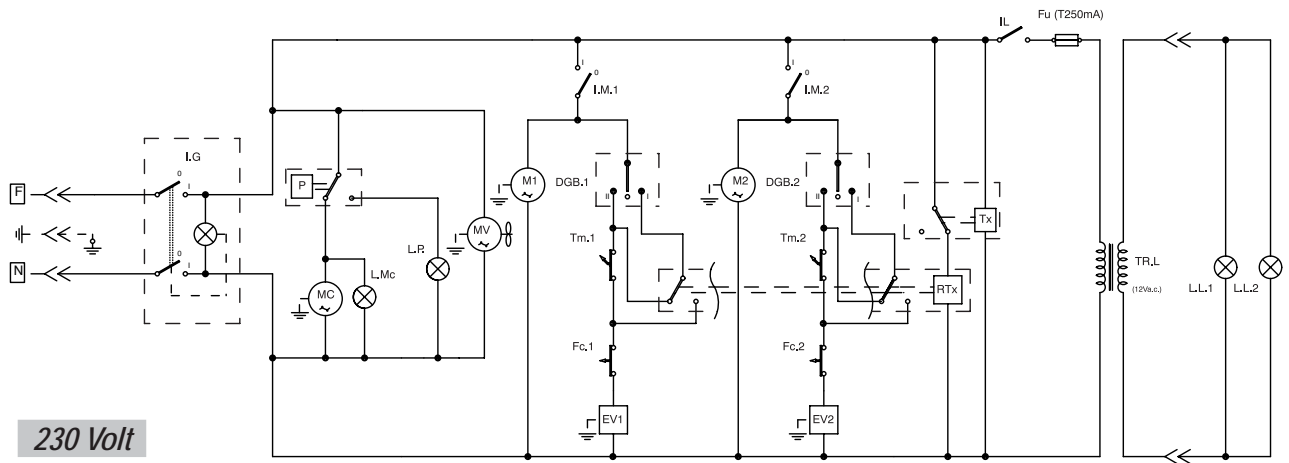 IL
Fu (T250mA)
I
0
I.M.1
I
0
I.M.2
I.G
0
I
F
N
0
I
P
MC
L.Mc
L.P.
MV
M1
DGB.1
II
I
Tm.1
Fc.1
EV1
M2
DGB.2
II
I
Tm.2
Fc.2
EV2
Tx
RTx
TR.L
(12Va.c.)
L.L.1
L.L.2
230 Volt